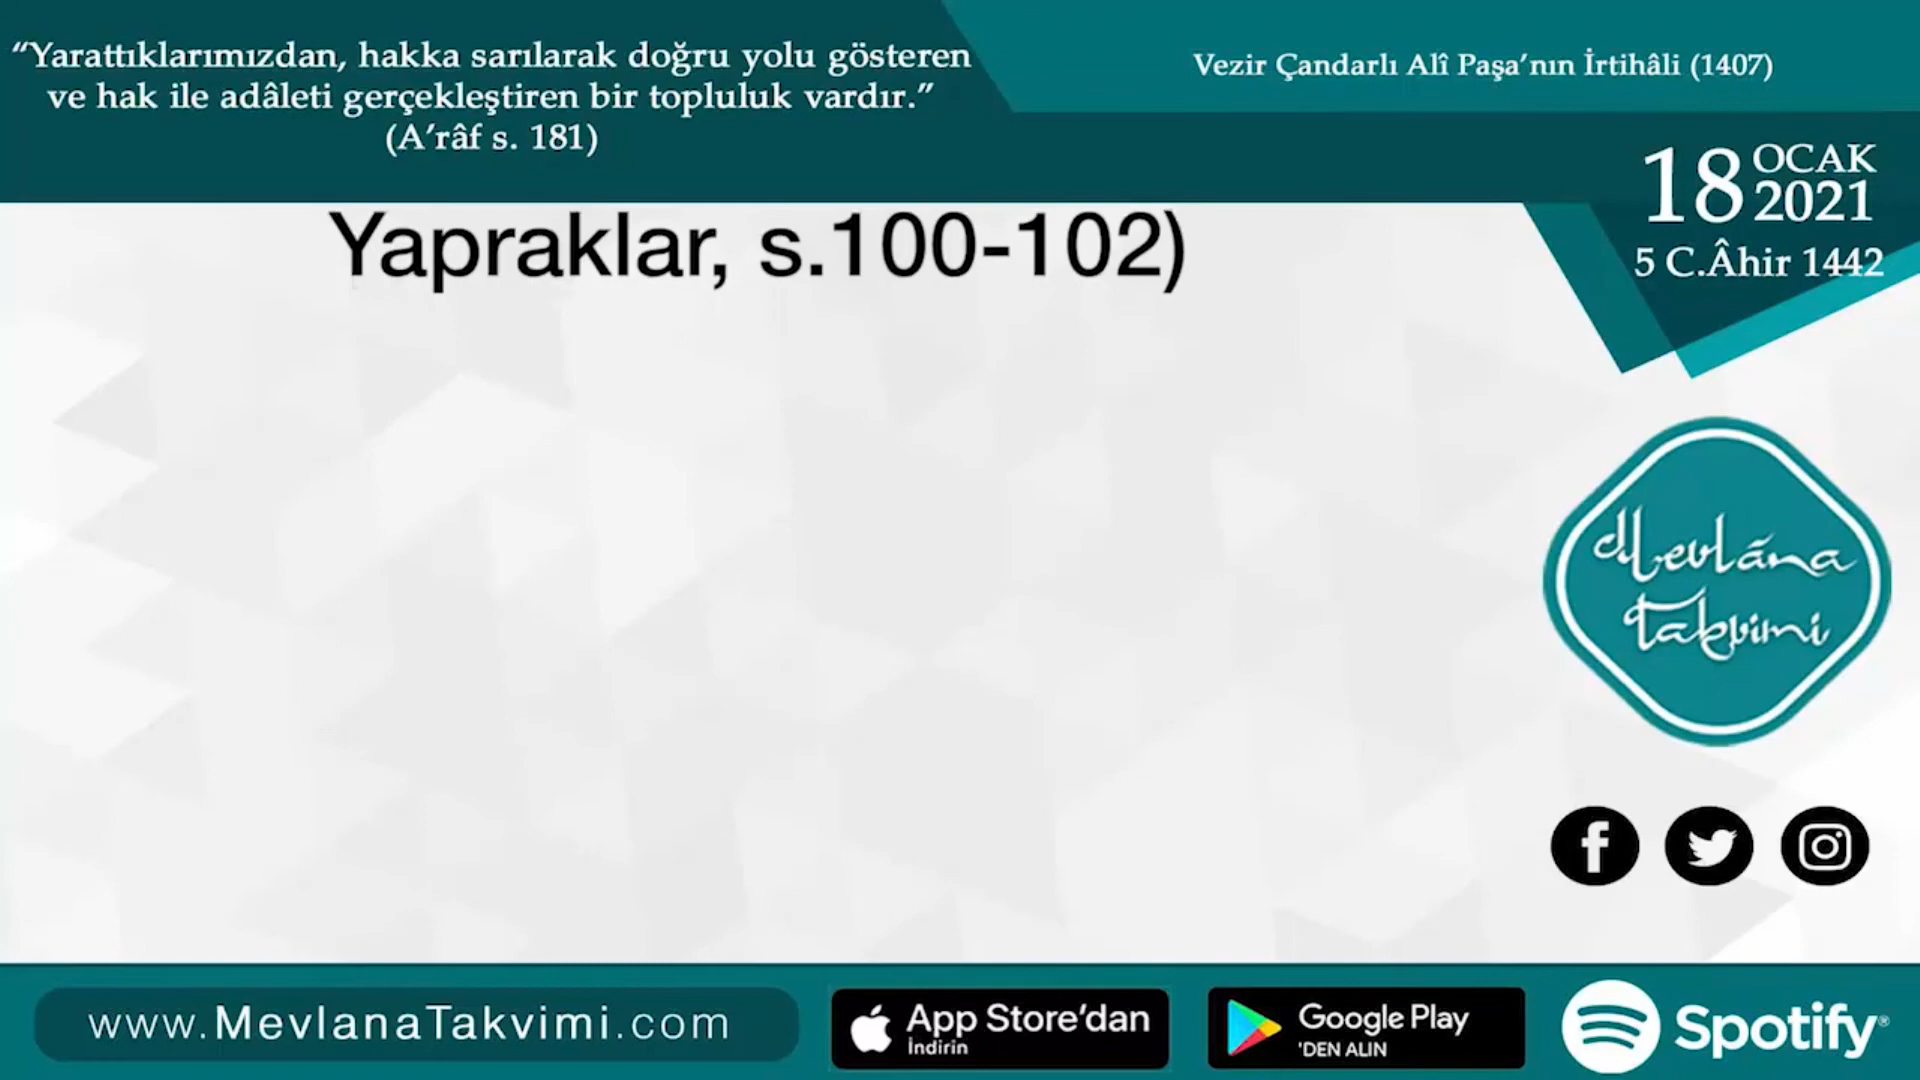 “Yarattıklarımızdan, hakka sarılarak doğru yolu gösteren
ve hak ile adâleti gerçekleştiren bir topluluk vardır.”
(A’râf s. 181)
Vezir Çandarlı Alî Paşa’nın İrtihâli (1407)
18 OCAK
2021
5 C.Âhir 1442
Yapraklar, s.100-102)
Mevlâna
Takvimi
www.MevlanaTakvimi.com
App Store’dan
İndirin
Google Play
'DEN ALIN
Spotify®